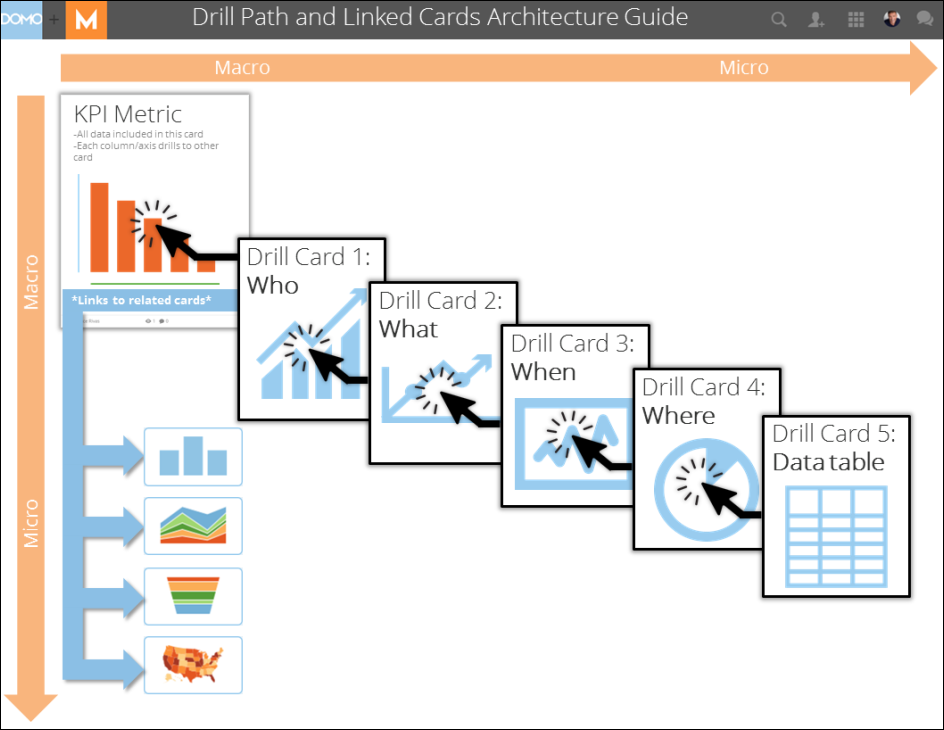 DOMO + M
Drill Path and Linked Cards Architecture Guide
Macro
Micro
KPI Metric
-All data included in this card
-Each column/axis drills to other
card
*Links to related cards*
Macro
Micro
Drill Card 1:
Who
Drill Card 2:
What
Drill Card 3:
When
Drill Card 4:
Where
Drill Card 5:
Data table